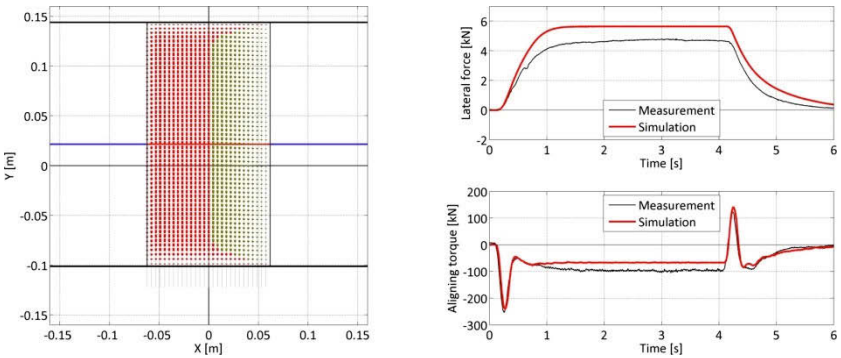 0.15
0.1
0.05
0
-0.05
-0.1
-0.15
Y [m]
-0.15 -0.1 -0.05 0 0.05 0.1 0.15
X [m]
6
4
2
0
-2
Lateral force [kN]
Measurement
Simulation
0 1 2 3 4 5 6
Time [s]
200
100
0
-100
-200
-300
Aligning torque [kN]
Measurement
Simulation
0 1 2 3 4 5 6
Time [s]